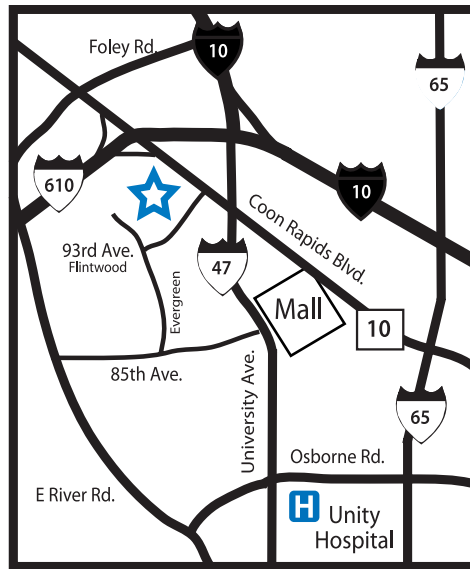 Foley Rd.
10
65
610
10
93rd Ave.
Flintwood
Coon Rapids Blvd.
47
Evergreen
Mall
10
85th Ave.
University Ave.
65
Osborne Rd.
E River Rd.
H
Unity
Hospital